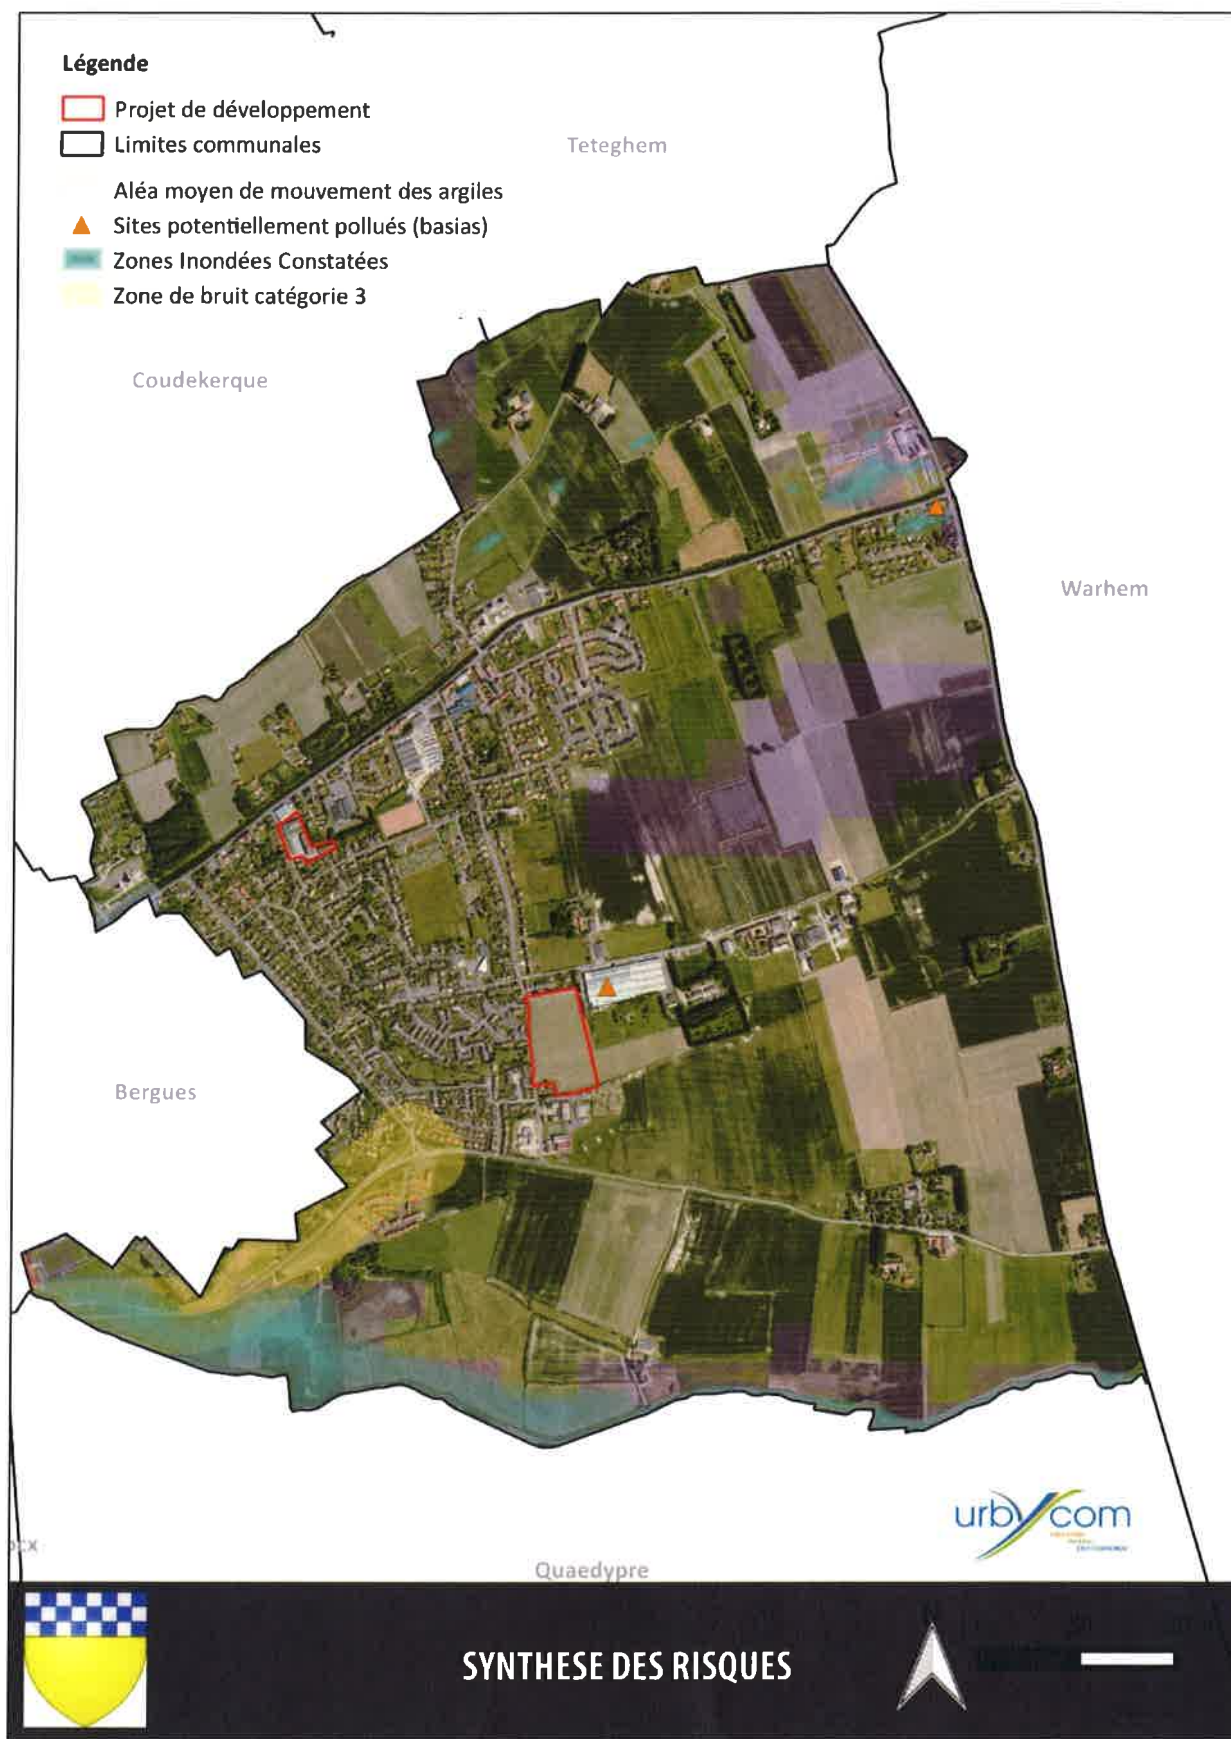 Légende
Projet de développement
Limites communales
Aléa moyen de mouvement des argiles
Sites potentiellement pollués (basias)
Zones Inondées Constatées
Zone de bruit catégorie 3
Teteghem
Coudekerque
Warhem
Bergues
urbycom
Quaedypre
SYNTHESE DES RISQUES